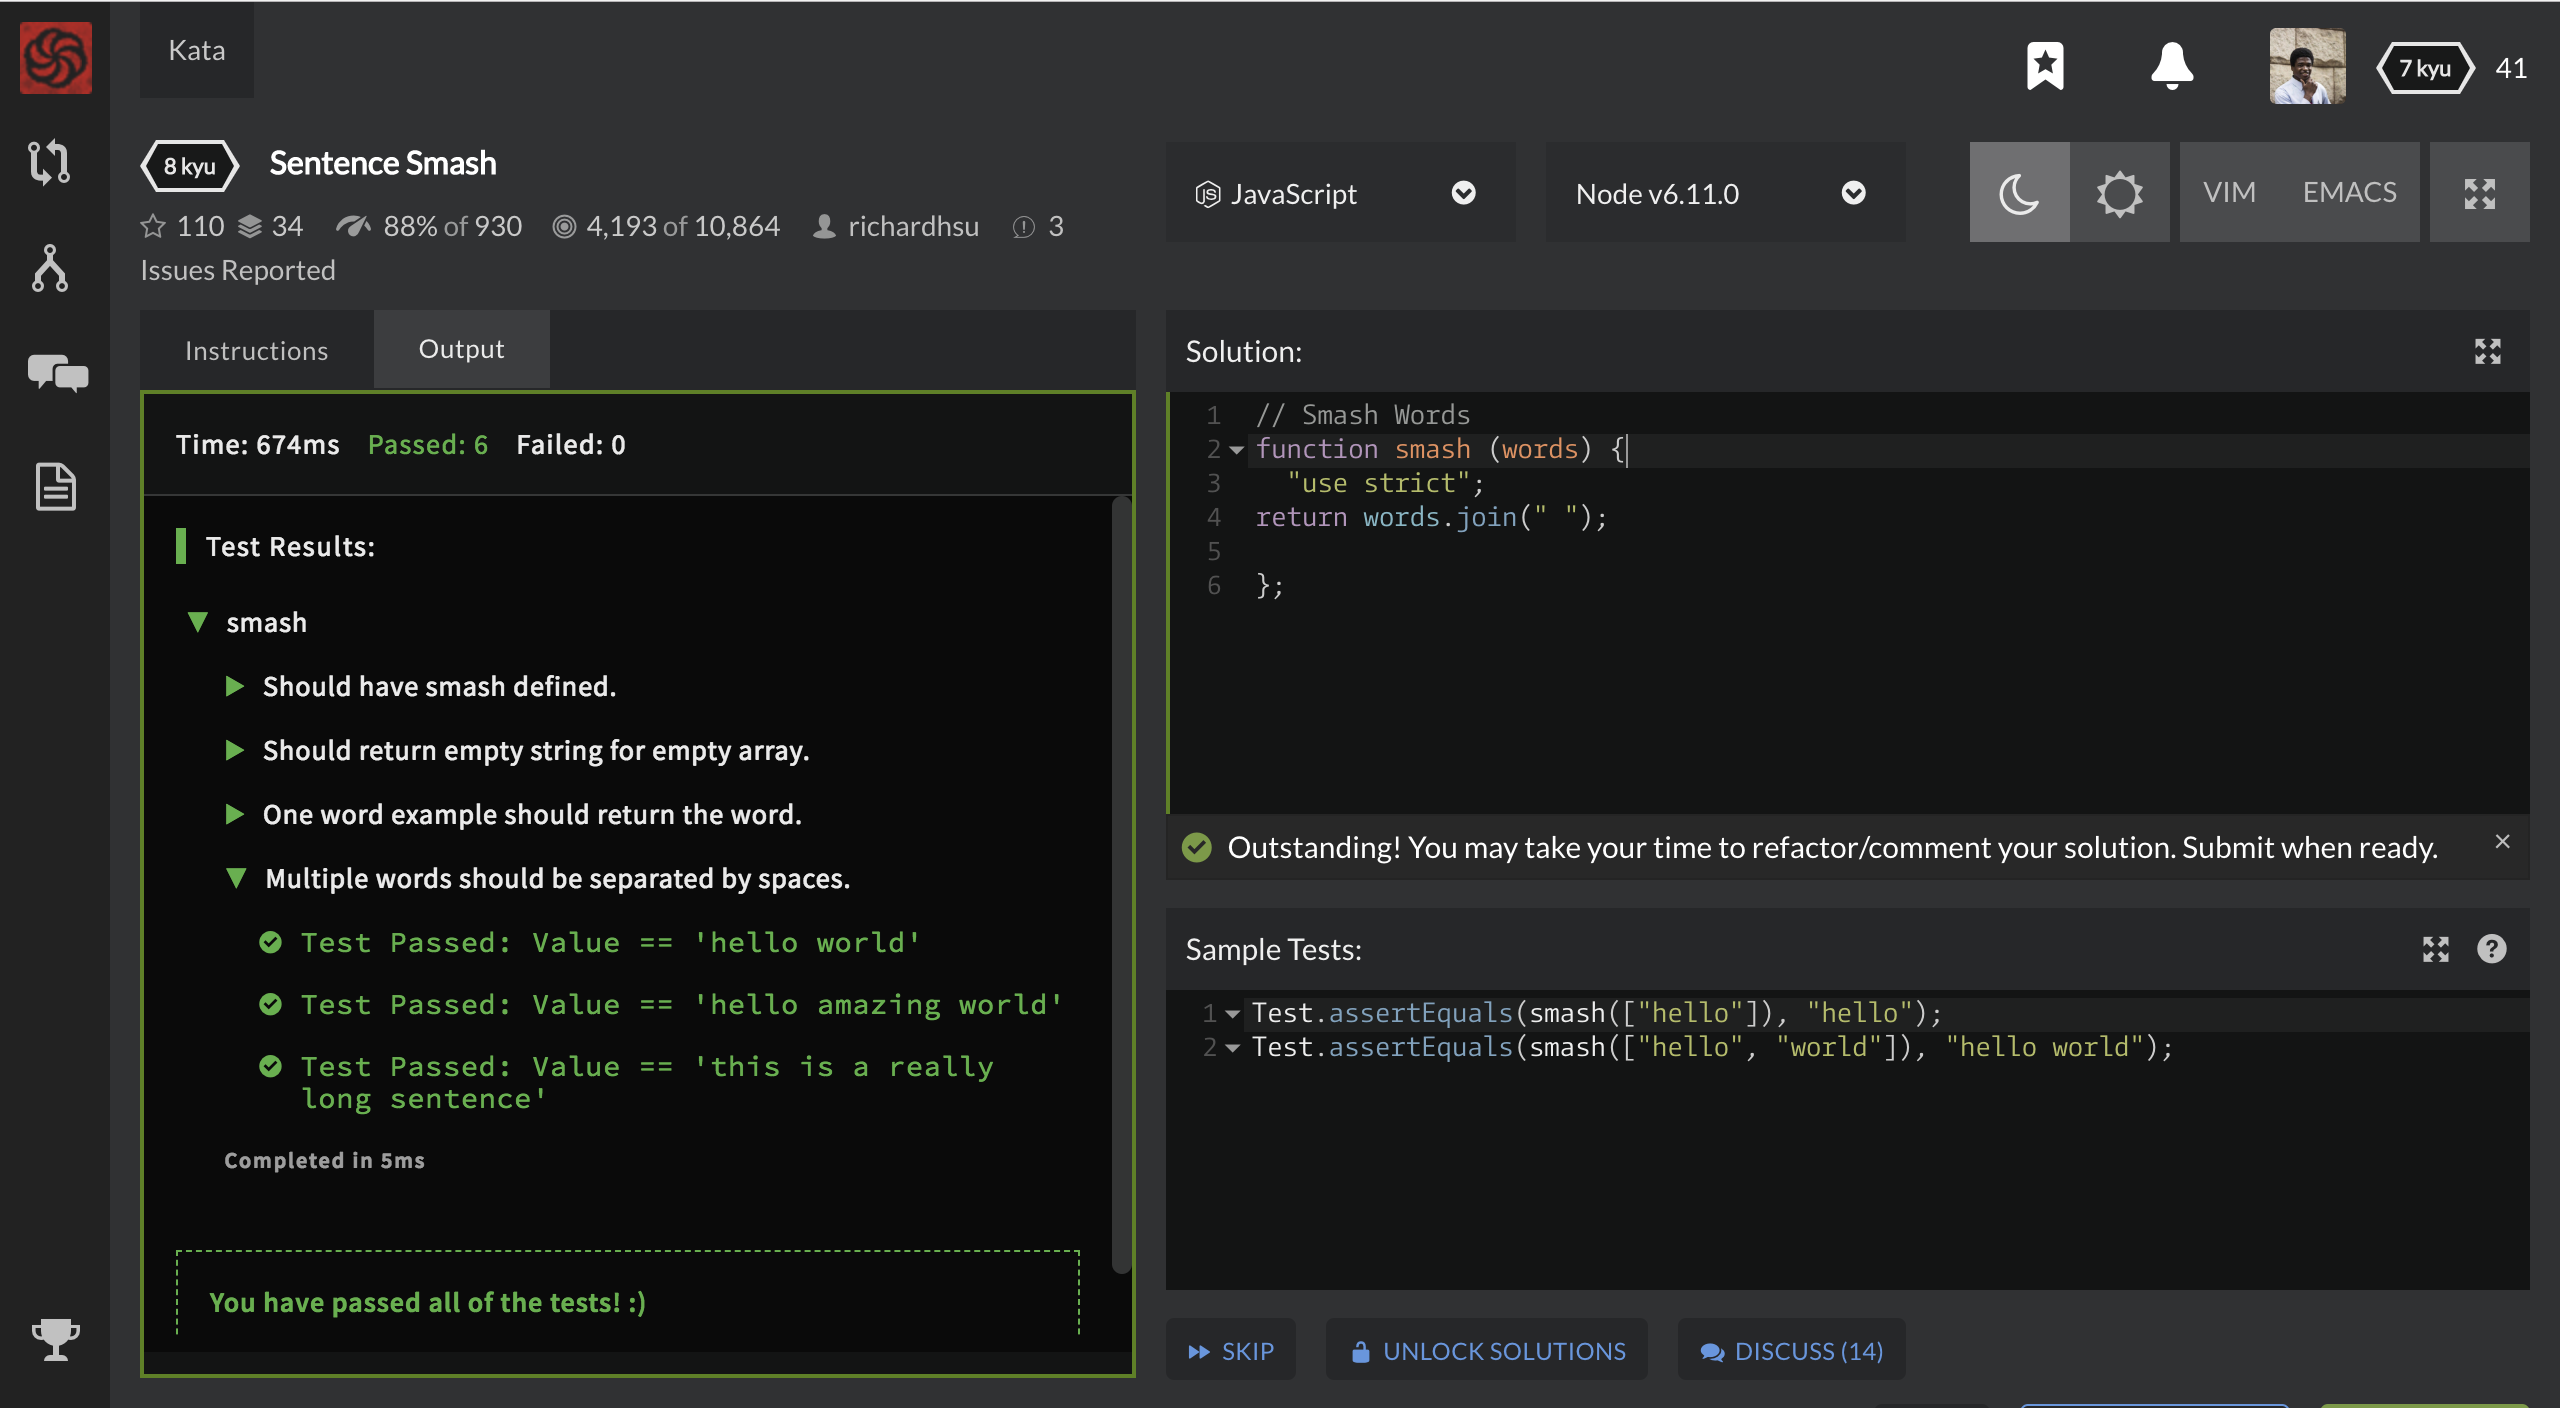 Kata
7 kyu 41
8 kyu Sentence Smash
110 34 88% of 930 4,193 of 10,864 richardhsu 3
Issues Reported
JavaScript
Node v6.11.0
VIM EMACS
Instructions Output
Time: 674ms Passed: 6 Failed: 0
Test Results:
smash
Should have smash defined.
Should return empty string for empty array.
One word example should return the word.
Multiple words should be separated by spaces.
Test Passed: Value == 'hello world'
Test Passed: Value == 'hello amazing world'
Test Passed: Value == 'this is a really
long sentence'
Completed in 5ms
You have passed all of the tests! :)
Solution:
1 // Smash Words
2 function smash (words) {
3 "use strict";
4 return words.join(" ");
5
6 };
Outstanding! You may take your time to refactor/comment your solution. Submit when ready.
Sample Tests:
1 Test.assertEquals(smash(["hello"]), "hello");
2 Test.assertEquals(smash(["hello", "world"]), "hello world");
SKIP
UNLOCK SOLUTIONS
DISCUSS (14)